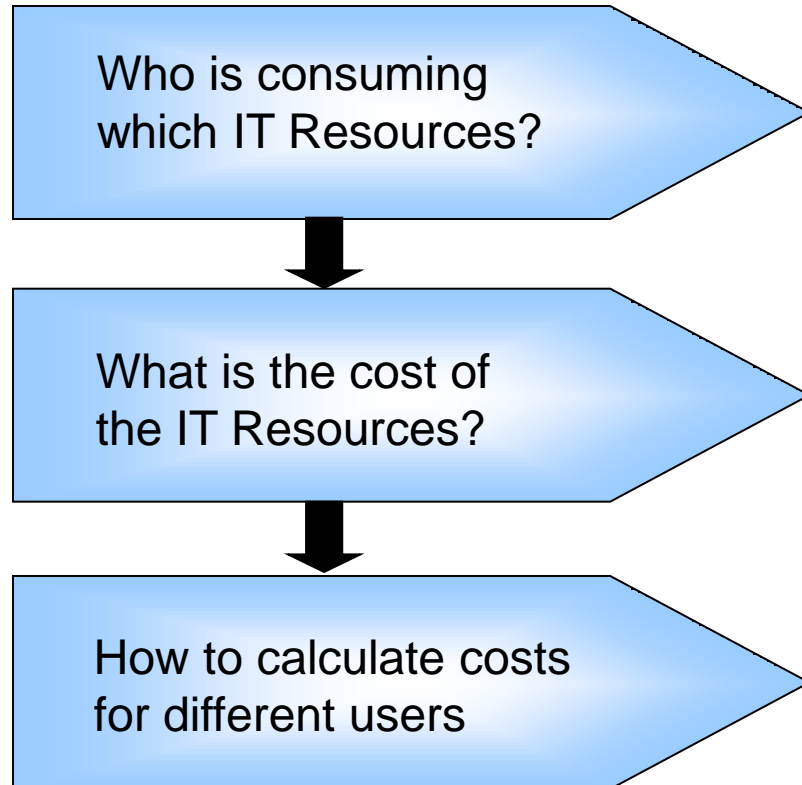 Who is consuming
which IT Resources?
What is the cost of
the IT Resources?
How to calculate costs
for different users